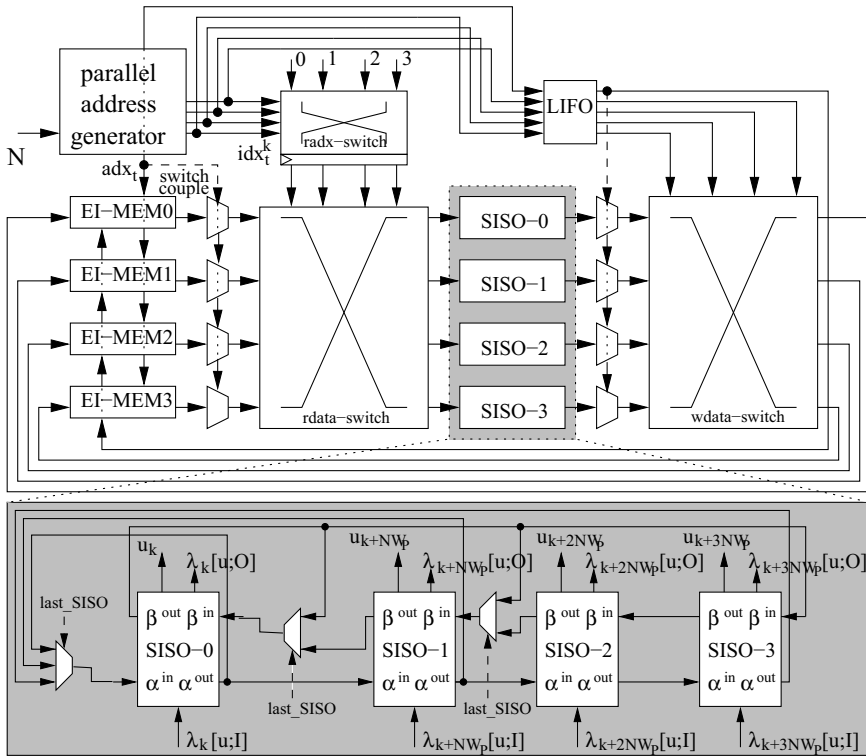 0 1 2 3
parallel
address
generator
N
radx−switch
idx_t^k
LIFO
adx_t
switch
couple
EI−MEM0
EI−MEM1
EI−MEM2
EI−MEM3
rdata−switch
SISO−0
SISO−1
SISO−2
SISO−3
wdata−switch
u_k λ_k[u;O] u_{k+NW_P} λ_{k+NW_P}[u;O] u_{k+2NW_P} λ_{k+2NW_P}[u;O] u_{k+3NW_P} λ_{k+3NW_P}[u;O]
last_SISO
β^out β^in β^out β^in β^out β^in β^out β^in
SISO−0 SISO−1 SISO−2 SISO−3
α^in α^out α^in α^out α^in α^out α^in α^out
last_SISO last_SISO
λ_k[u;I] λ_{k+NW_P}[u;I] λ_{k+2NW_P}[u;I] λ_{k+3NW_P}[u;I]